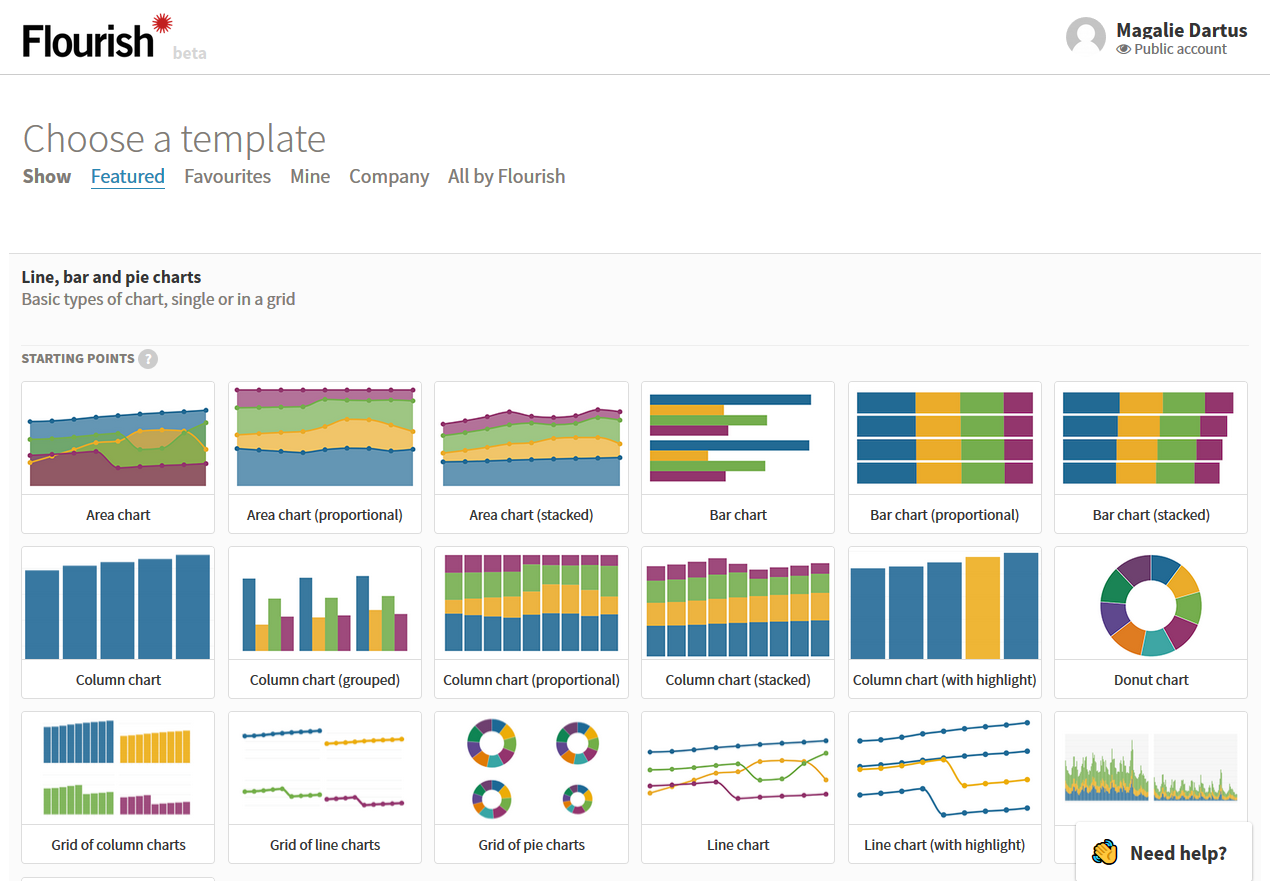 Flourish
beta
Magalie Dartus
Public account
Choose a template
Show Featured Favourites Mine Company All by Flourish
Line, bar and pie charts
Basic types of chart, single or in a grid
STARTING POINTS ?
Area chart
Area chart (proportional)
Area chart (stacked)
Bar chart
Bar chart (proportional)
Bar chart (stacked)
Column chart
Column chart (grouped)
Column chart (proportional)
Column chart (stacked)
Column chart (with highlight)
Donut chart
Grid of column charts
Grid of line charts
Grid of pie charts
Line chart
Line chart (with highlight)
Need help?